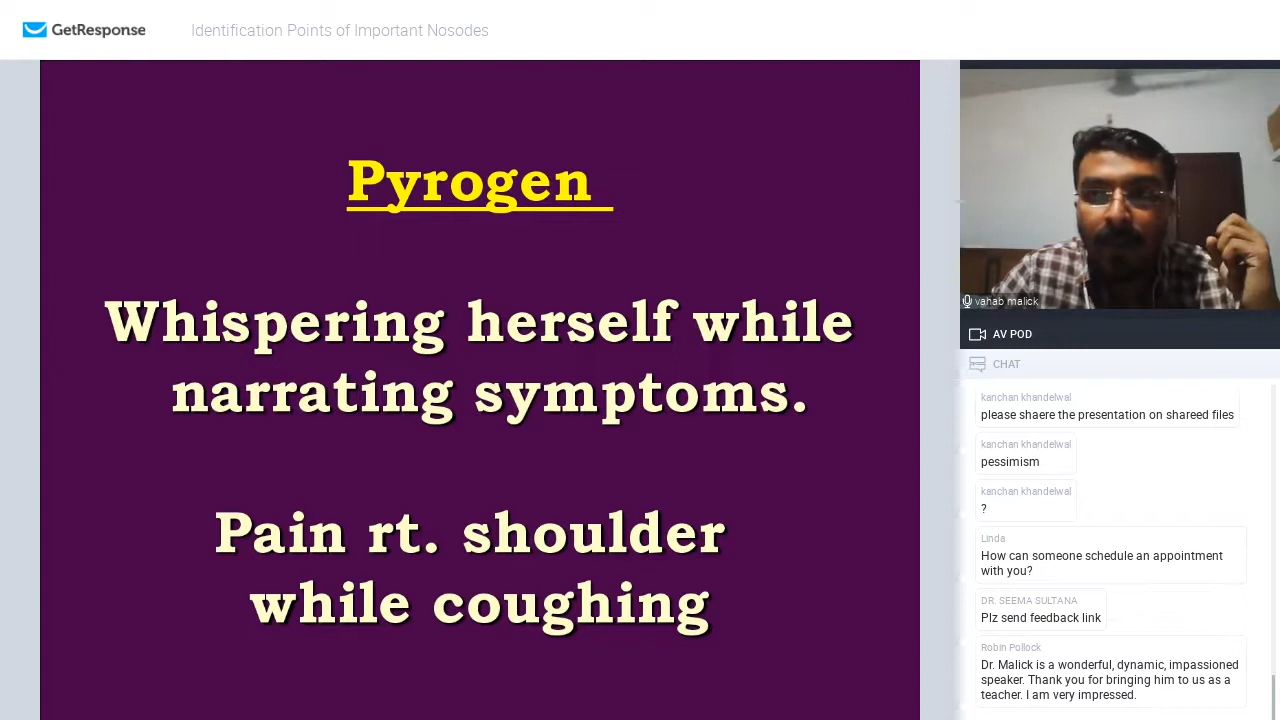 GetResponse
Identification Points of Important Nosodes
Pyrogen
Whispering herself while
narrating symptoms.
Pain rt. shoulder
while coughing
vahab malick
AV POD
CHAT
kanchan khandelwal
please shaere the presentation on shareed files
kanchan khandelwal
pessimism
kanchan khandelwal
?
Linda
How can someone schedule an appointment
with you?
DR. SEEMA SULTANA
Plz send feedback link
Robin Pollock
Dr. Malick is a wonderful, dynamic, impassioned
speaker. Thank you for bringing him to us as a
teacher. I am very impressed.